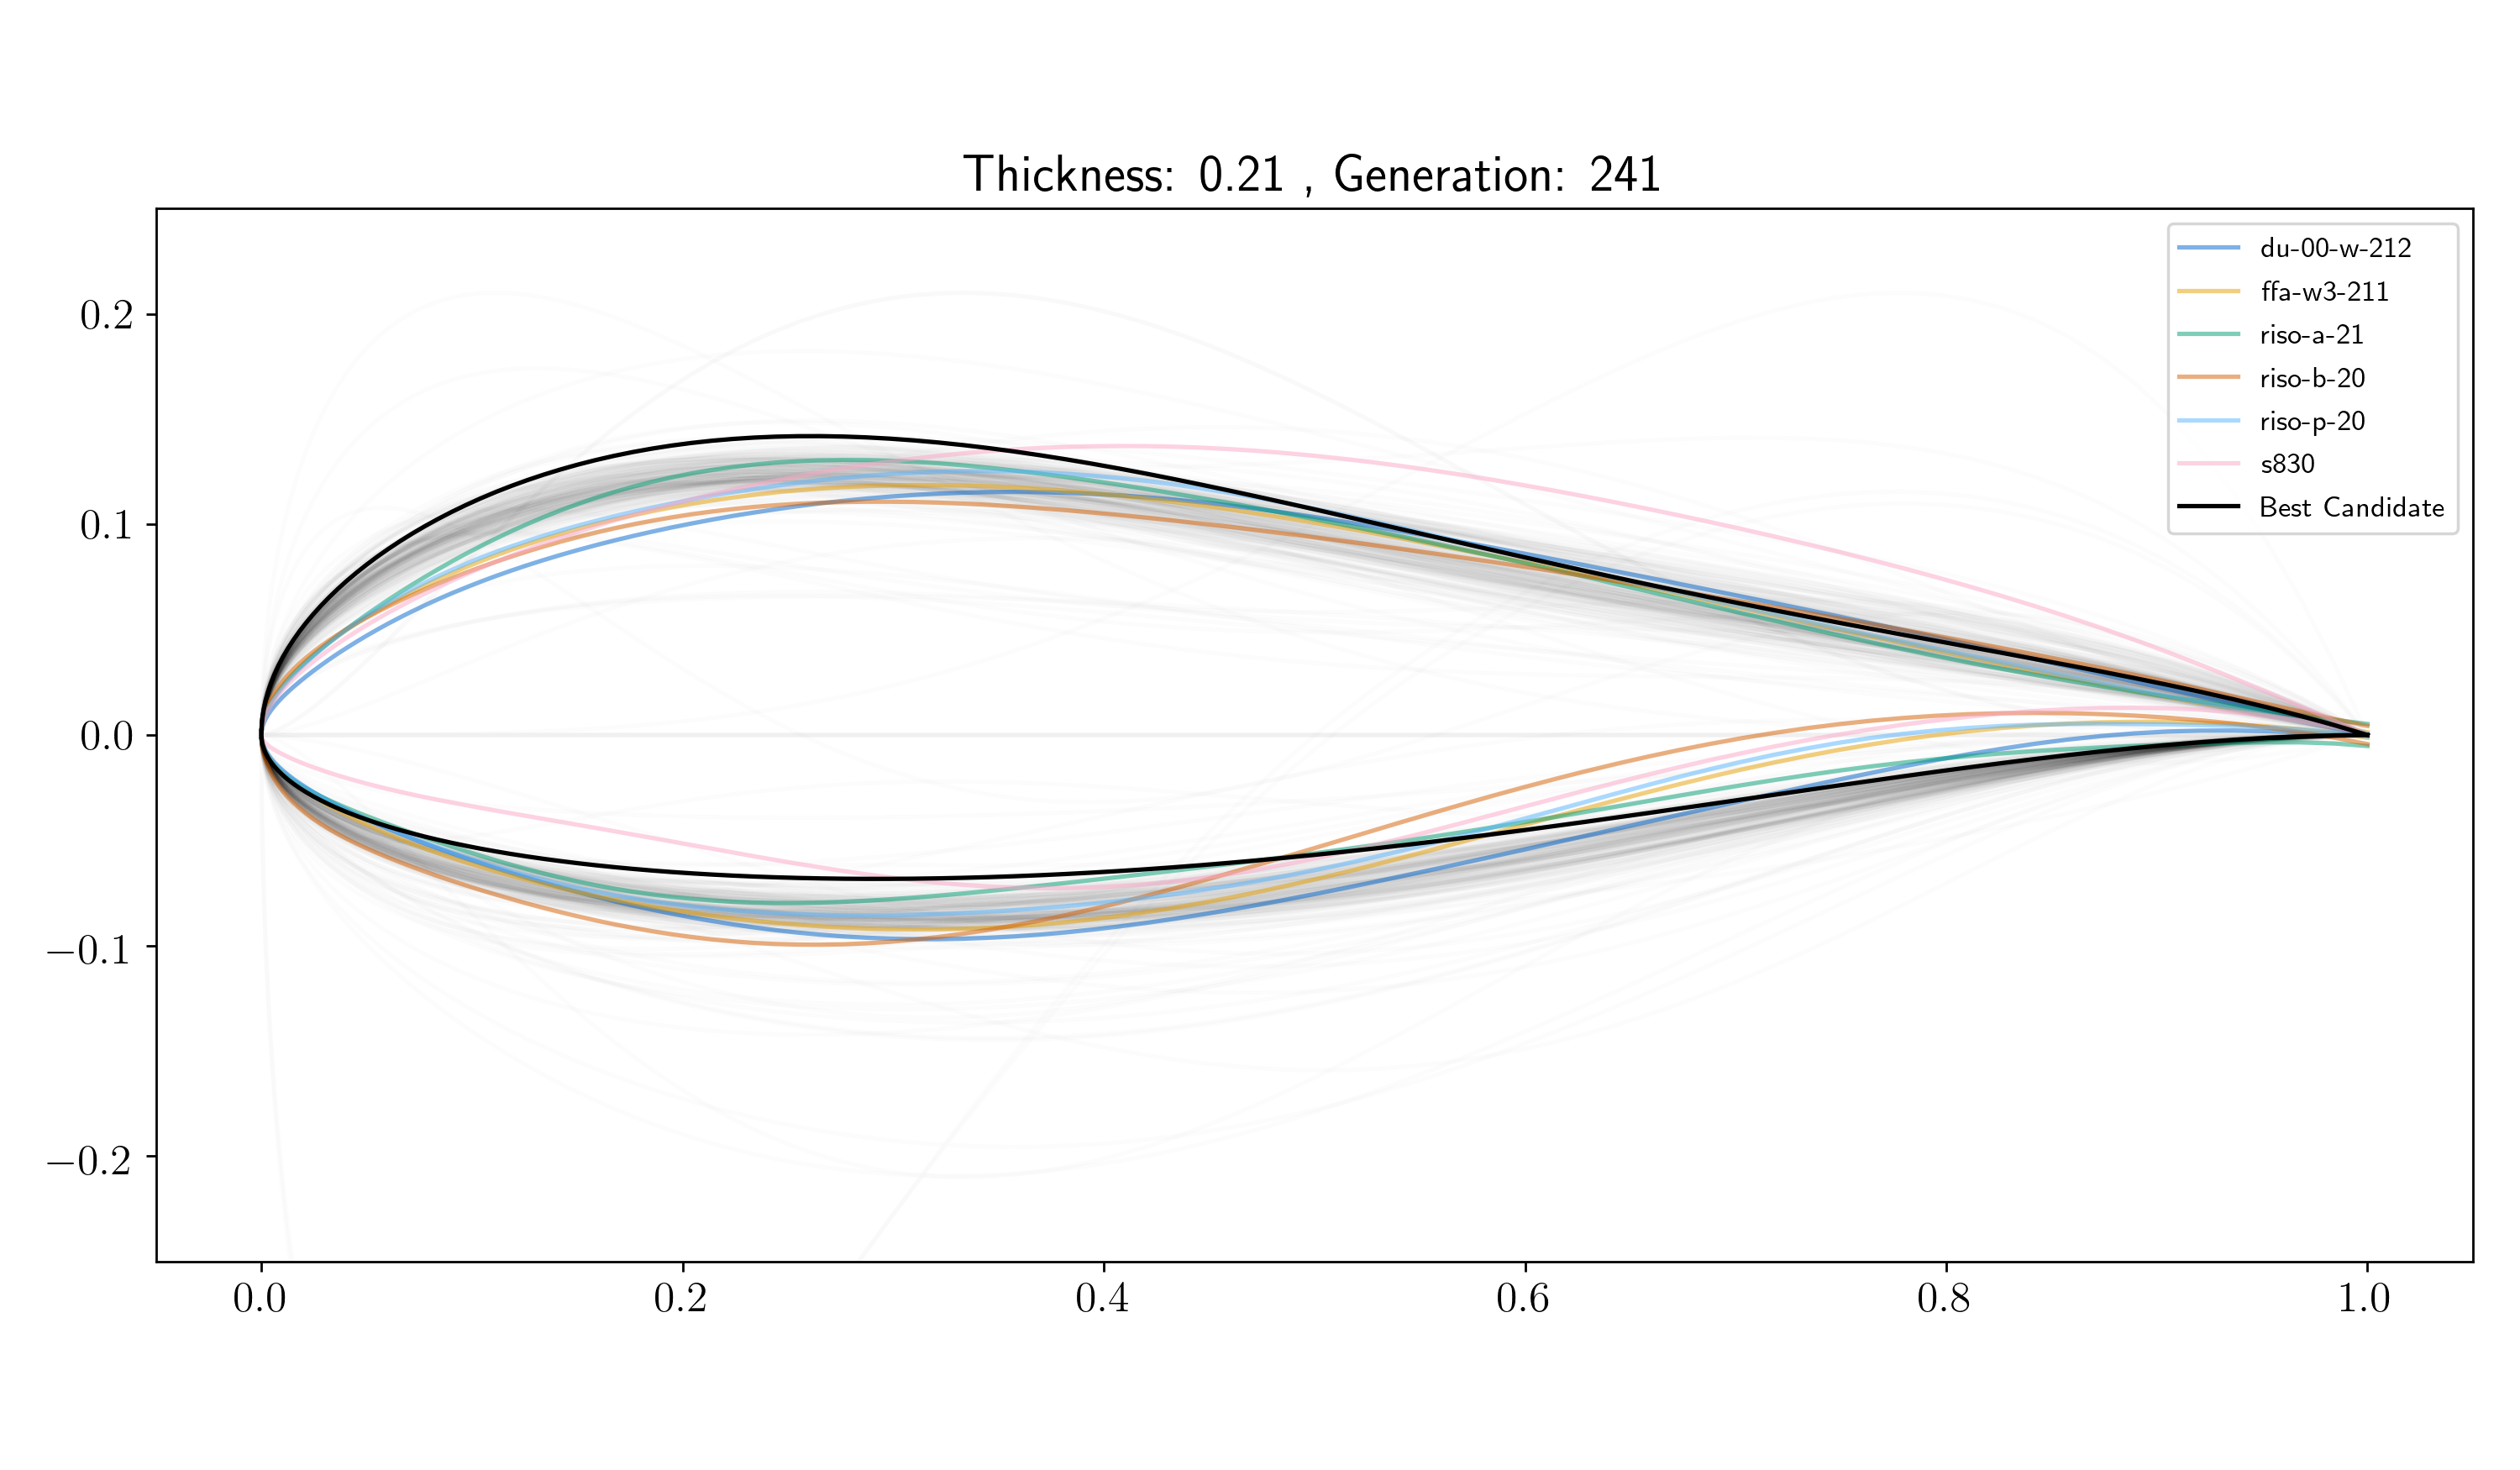 Thickness: 0.21 , Generation: 241
du-00-w-212
ffa-w3-211
riso-a-21
riso-b-20
riso-p-20
s830
Best Candidate
0.2
0.1
0.0
−0.1
−0.2
0.0 0.2 0.4 0.6 0.8 1.0